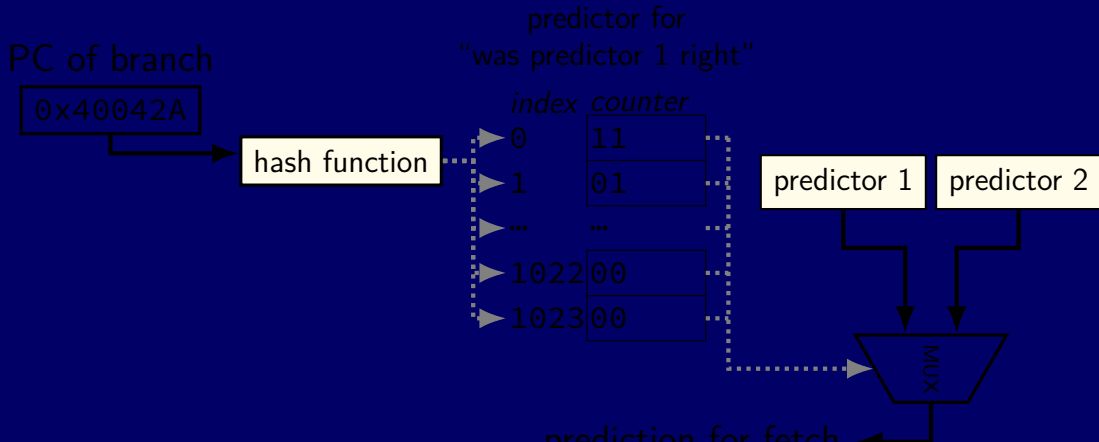 predictor for
“was predictor 1 right”
PC of branch
0x40042A
hash function
index counter
0 11
1 01
… …
1022 00
1023 00
predictor 1
predictor 2
MUX
prediction for fetch